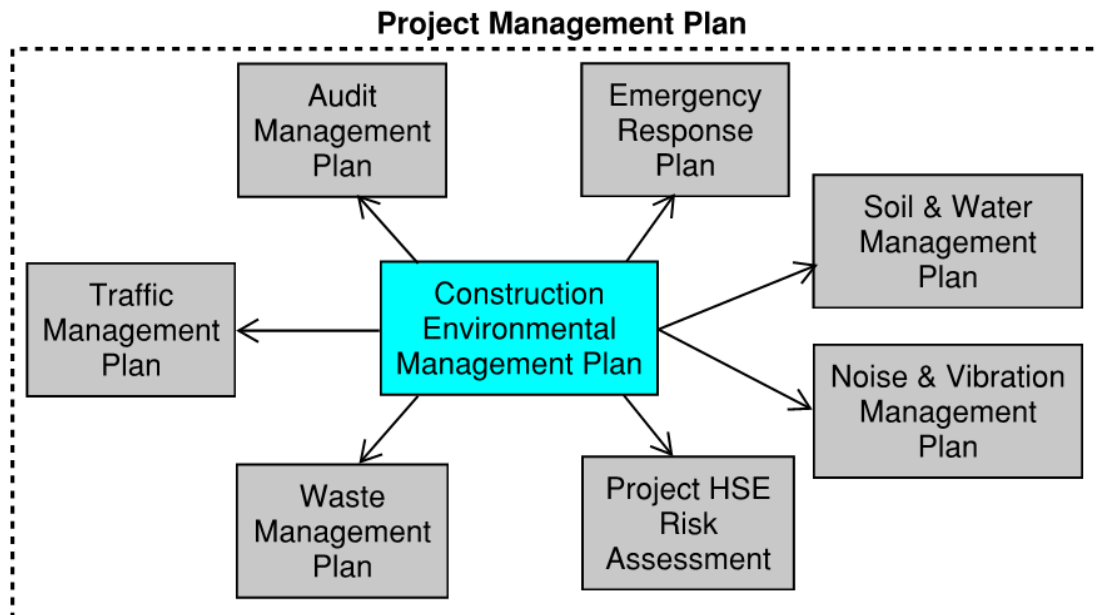 Project Management Plan
Audit
Management
Plan
Emergency
Response
Plan
Soil & Water
Management
Plan
Traffic
Management
Plan
Construction
Environmental
Management Plan
Noise & Vibration
Management
Plan
Waste
Management
Plan
Project HSE
Risk
Assessment